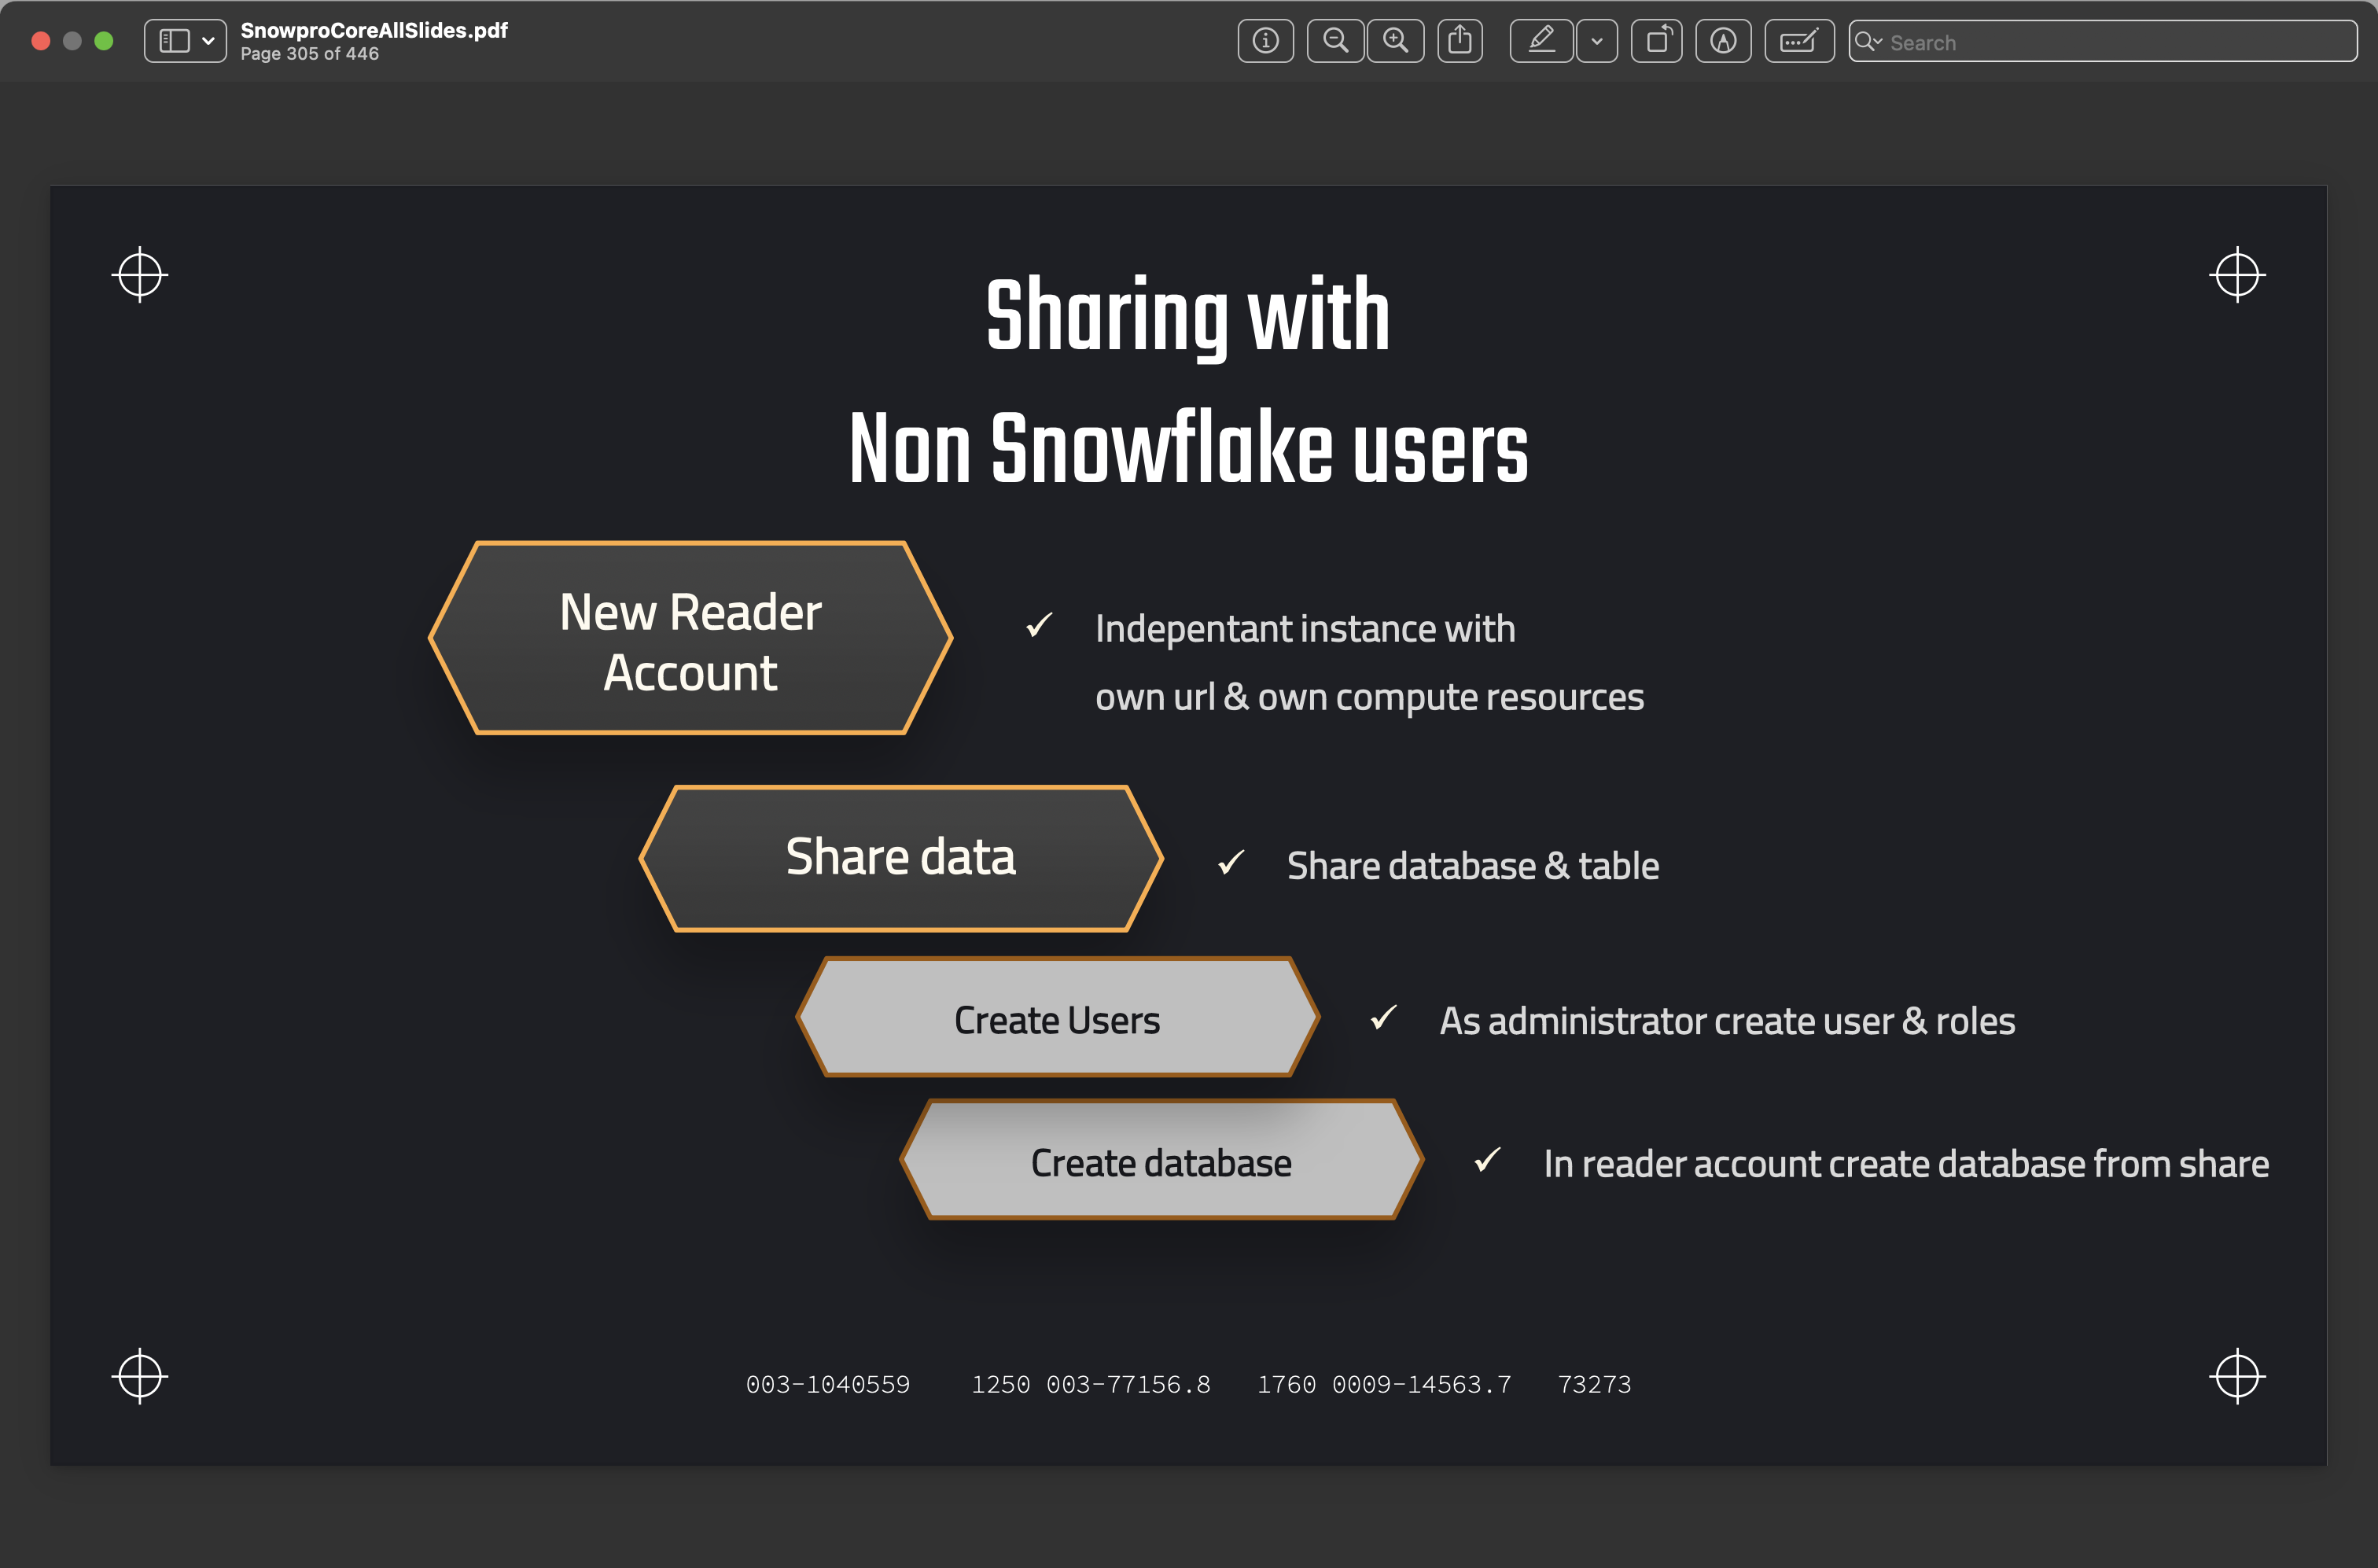 SnowproCoreAllSlides.pdf
Page 305 of 446
Search
Sharing with
Non Snowflake users
New Reader
Account
Indepentant instance with
own url & own compute resources
Share data
Share database & table
Create Users
As administrator create user & roles
Create database
In reader account create database from share
003-1040559 1250 003-77156.8 1760 0009-14563.7 73273